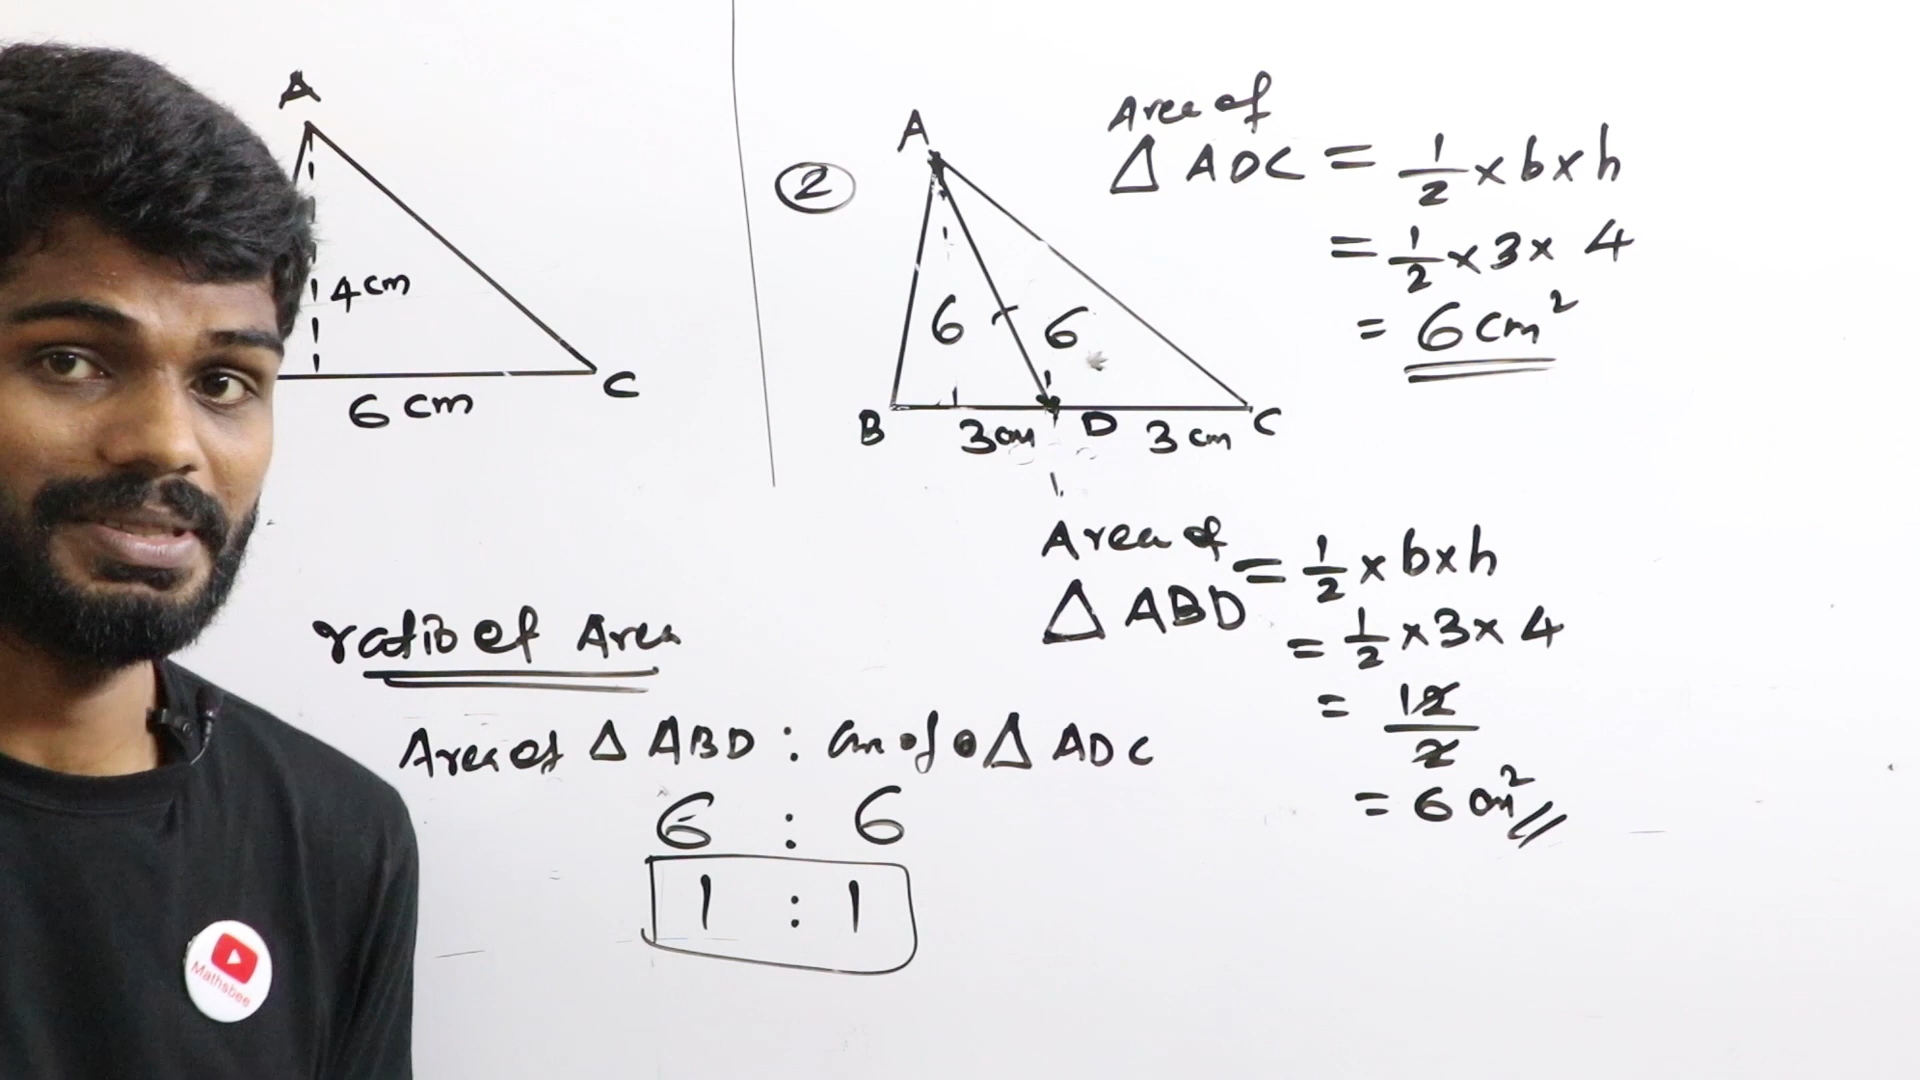 A
4cm
6 cm
C
2
A
6
6
B
3cm
D
3 cm
C
Area of
△ ADC = 1/2 × b × h
= 1/2 × 3 × 4
= 6 cm²
Area of
△ ABD = 1/2 × b × h
= 1/2 × 3 × 4
= 12/2
= 6 cm²
ratio of Area
Area of △ ABD : of △ ADC
6 : 6
1 : 1
Mathsbee